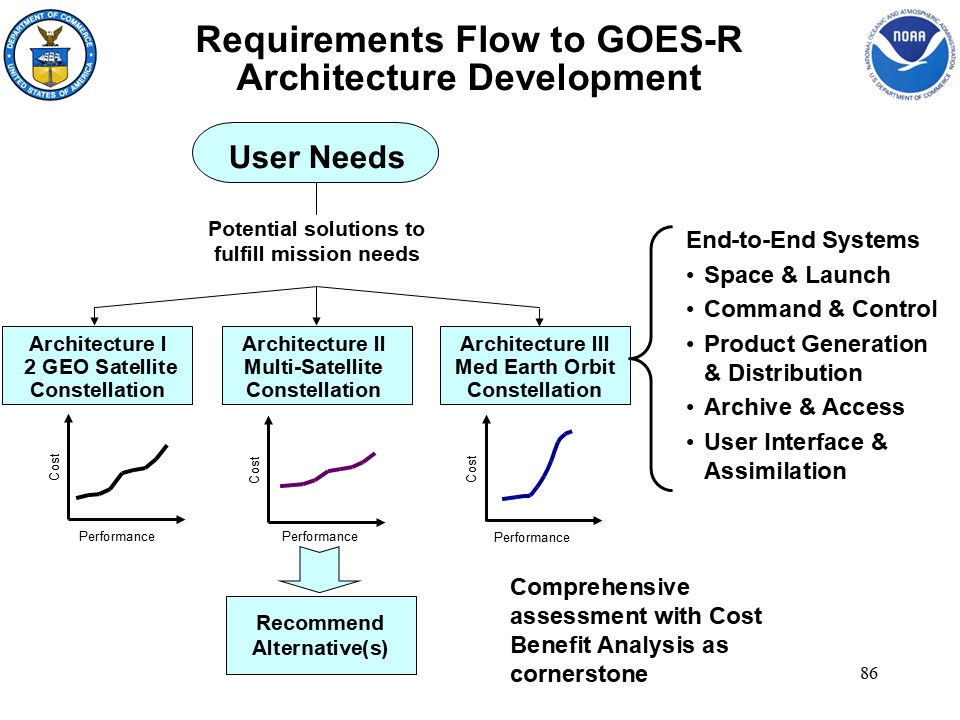 Requirements Flow to GOES-R
Architecture Development
DEPARTMENT OF COMMERCE
UNITED STATES OF AMERICA
NATIONAL OCEANIC AND ATMOSPHERIC ADMINISTRATION
NOAA
U.S. DEPARTMENT OF COMMERCE
User Needs
Potential solutions to
fulfill mission needs
Architecture I
2 GEO Satellite
Constellation
Architecture II
Multi-Satellite
Constellation
Architecture III
Med Earth Orbit
Constellation
Cost
Performance
Cost
Performance
Cost
Performance
End-to-End Systems
• Space & Launch
• Command & Control
• Product Generation
& Distribution
• Archive & Access
• User Interface &
Assimilation
Recommend
Alternative(s)
Comprehensive
assessment with Cost
Benefit Analysis as
cornerstone
86